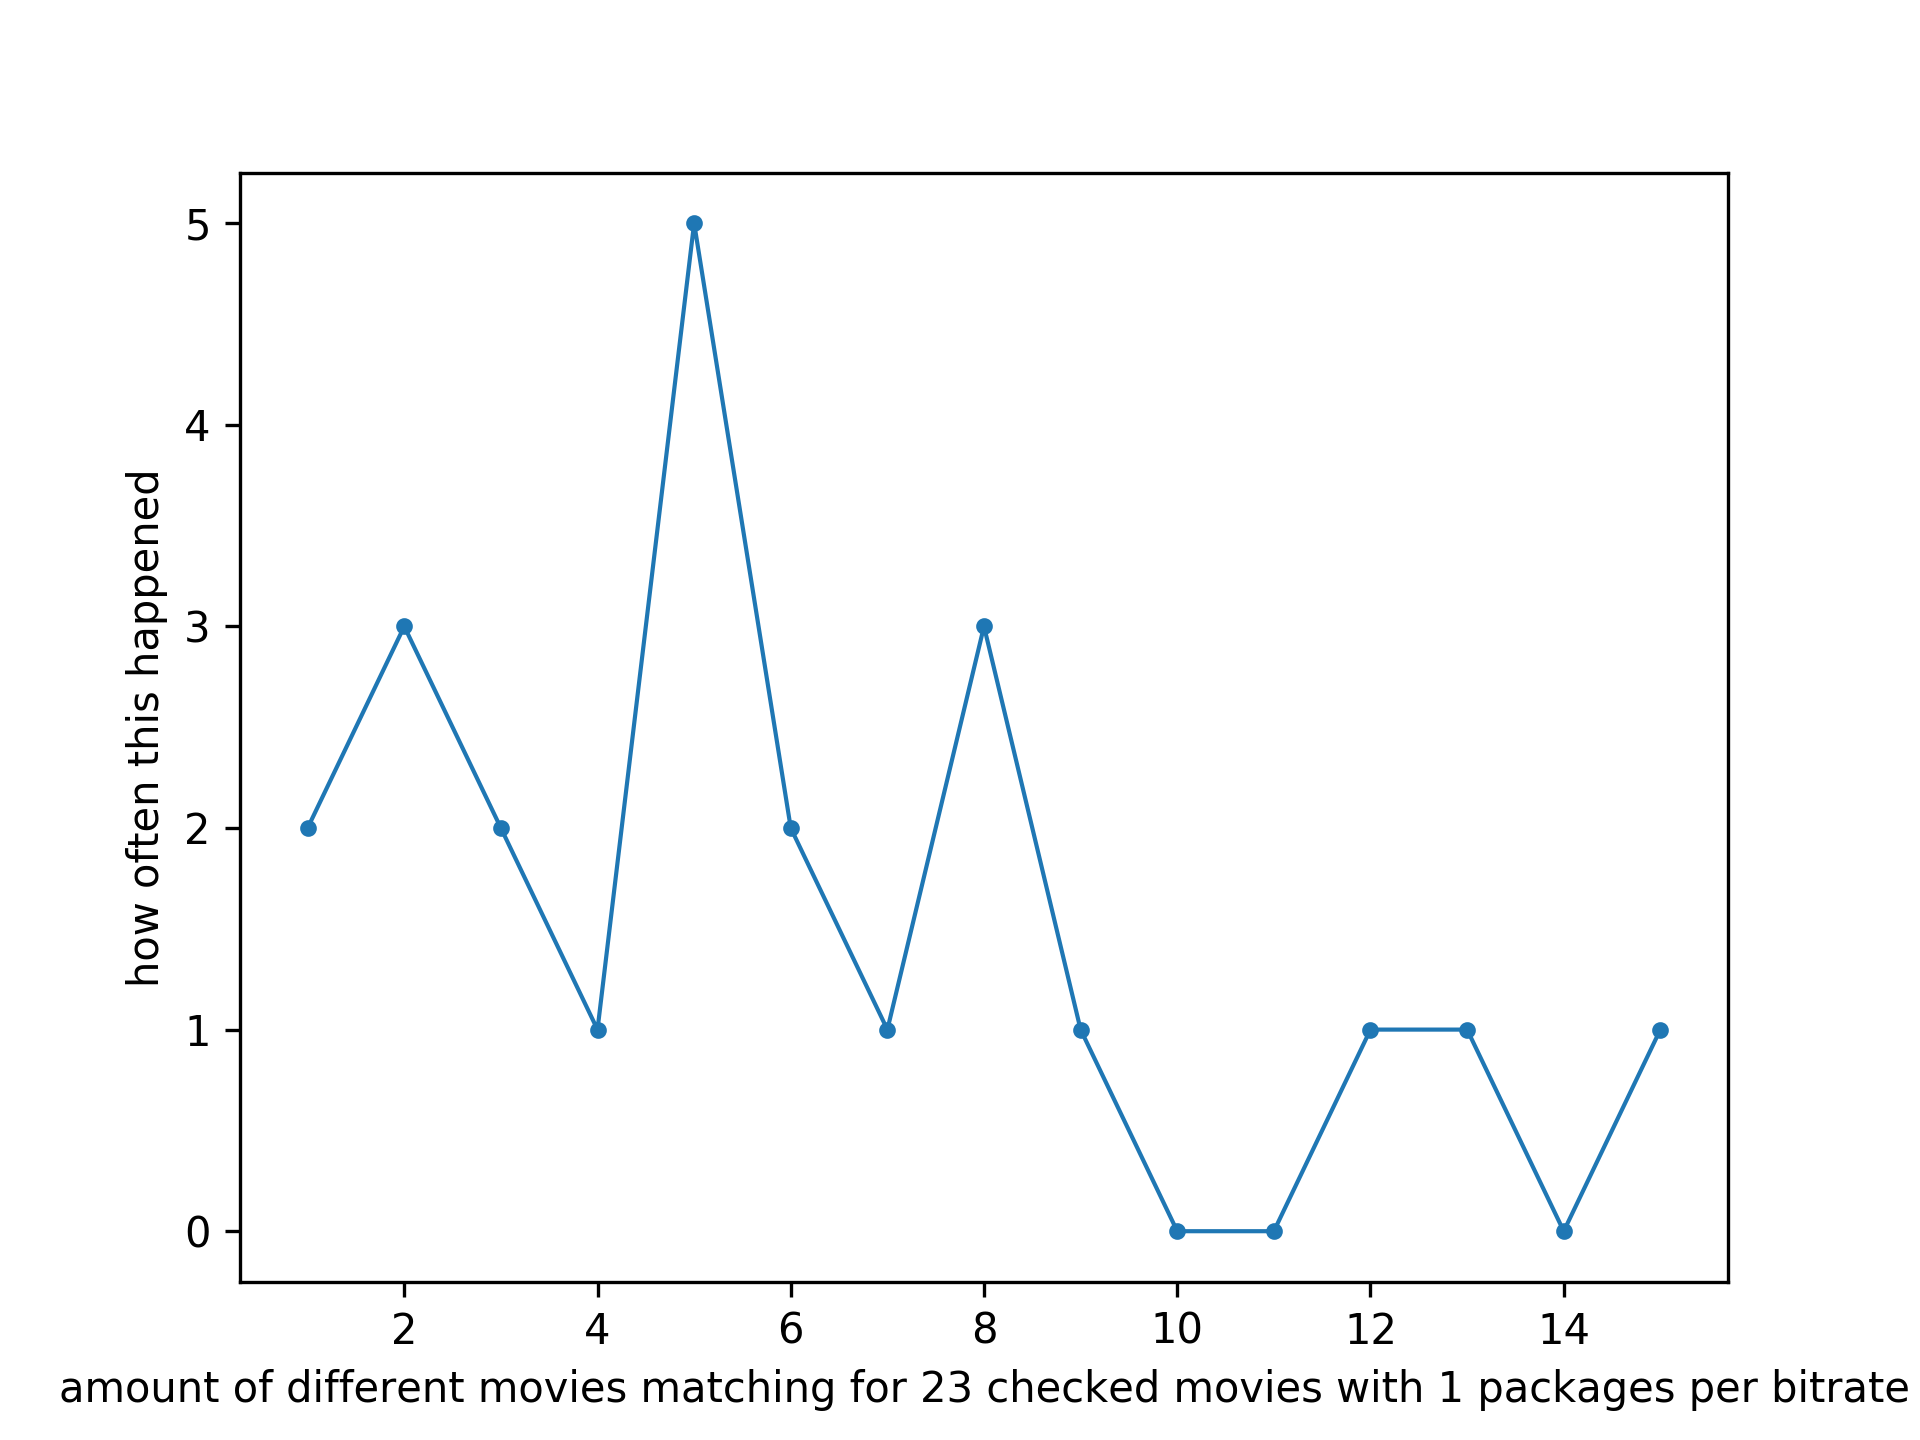 how often this happened
5
4
3
2
1
0
2 4 6 8 10 12 14
amount of different movies matching for 23 checked movies with 1 packages per bitrate